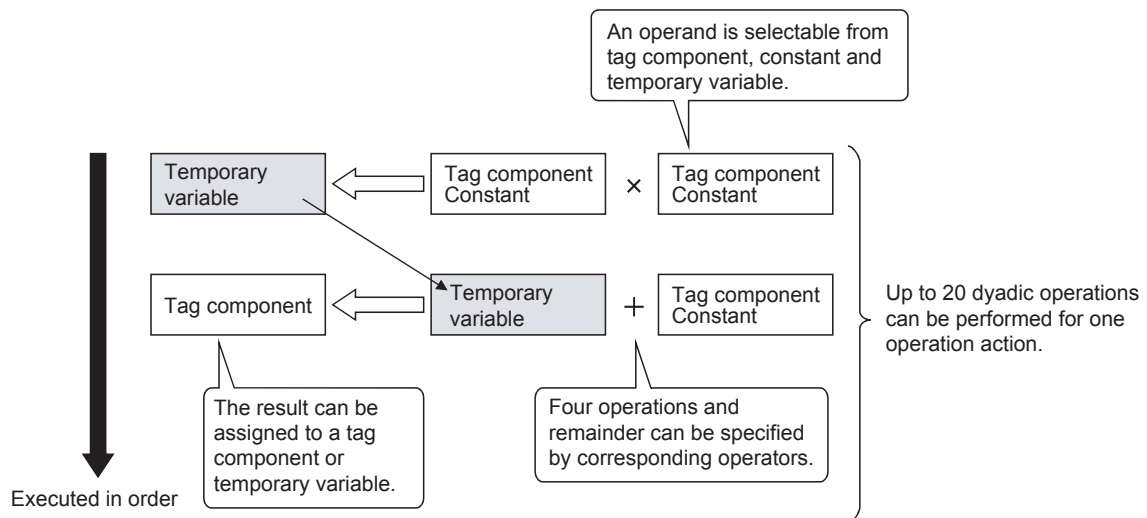 An operand is selectable from
tag component, constant and
temporary variable.
Temporary
variable
Tag component
Constant
×
Tag component
Constant
Tag component
Temporary
variable
+
Tag component
Constant
Up to 20 dyadic operations
can be performed for one
operation action.
The result can be
assigned to a tag
component or
temporary variable.
Four operations and
remainder can be specified
by corresponding operators.
Executed in order